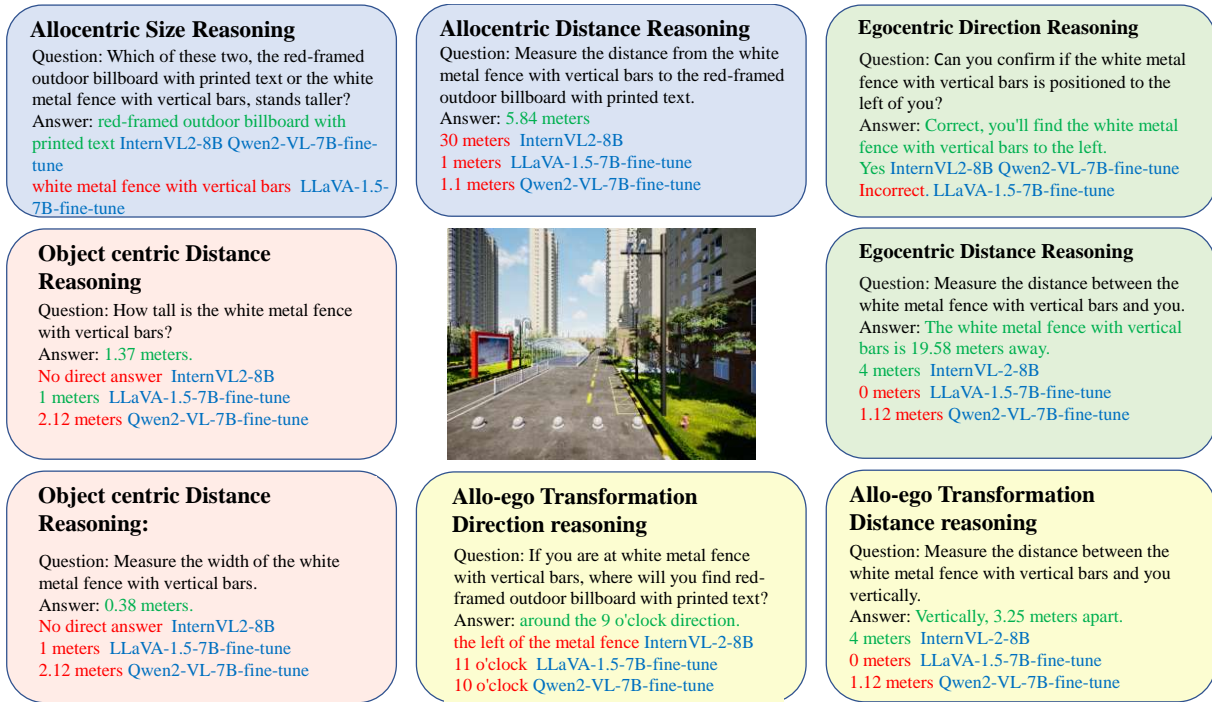 Allocentric Size Reasoning
Question: Which of these two, the red-framed
outdoor billboard with printed text or the white
metal fence with vertical bars, stands taller?
Answer: red-framed outdoor billboard with
printed text InternVL2-8B Qwen2-VL-7B-fine-
tune
white metal fence with vertical bars LLaVA-1.5-
7B-fine-tune
Allocentric Distance Reasoning
Question: Measure the distance from the white
metal fence with vertical bars to the red-framed
outdoor billboard with printed text.
Answer: 5.84 meters
30 meters InternVL2-8B
1 meters LLaVA-1.5-7B-fine-tune
1.1 meters Qwen2-VL-7B-fine-tune
Egocentric Direction Reasoning
Question: Can you confirm if the white metal
fence with vertical bars is positioned to the
left of you?
Answer: Correct, you'll find the white metal
fence with vertical bars to the left.
Yes InternVL2-8B Qwen2-VL-7B-fine-tune
Incorrect. LLaVA-1.5-7B-fine-tune
Object centric Distance
Reasoning
Question: How tall is the white metal fence
with vertical bars?
Answer: 1.37 meters.
No direct answer InternVL2-8B
1 meters LLaVA-1.5-7B-fine-tune
2.12 meters Qwen2-VL-7B-fine-tune
Egocentric Distance Reasoning
Question: Measure the distance between the
white metal fence with vertical bars and you.
Answer: The white metal fence with vertical
bars is 19.58 meters away.
4 meters InternVL-2-8B
0 meters LLaVA-1.5-7B-fine-tune
1.12 meters Qwen2-VL-7B-fine-tune
Object centric Distance
Reasoning:
Question: Measure the width of the white
metal fence with vertical bars.
Answer: 0.38 meters.
No direct answer InternVL2-8B
1 meters LLaVA-1.5-7B-fine-tune
2.12 meters Qwen2-VL-7B-fine-tune
Allo-ego Transformation
Direction reasoning
Question: If you are at white metal fence
with vertical bars, where will you find red-
framed outdoor billboard with printed text?
Answer: around the 9 o'clock direction.
the left of the metal fence InternVL-2-8B
11 o'clock LLaVA-1.5-7B-fine-tune
10 o'clock Qwen2-VL-7B-fine-tune
Allo-ego Transformation
Distance reasoning
Question: Measure the distance between the
white metal fence with vertical bars and you
vertically.
Answer: Vertically, 3.25 meters apart.
4 meters InternVL-2-8B
0 meters LLaVA-1.5-7B-fine-tune
1.12 meters Qwen2-VL-7B-fine-tune